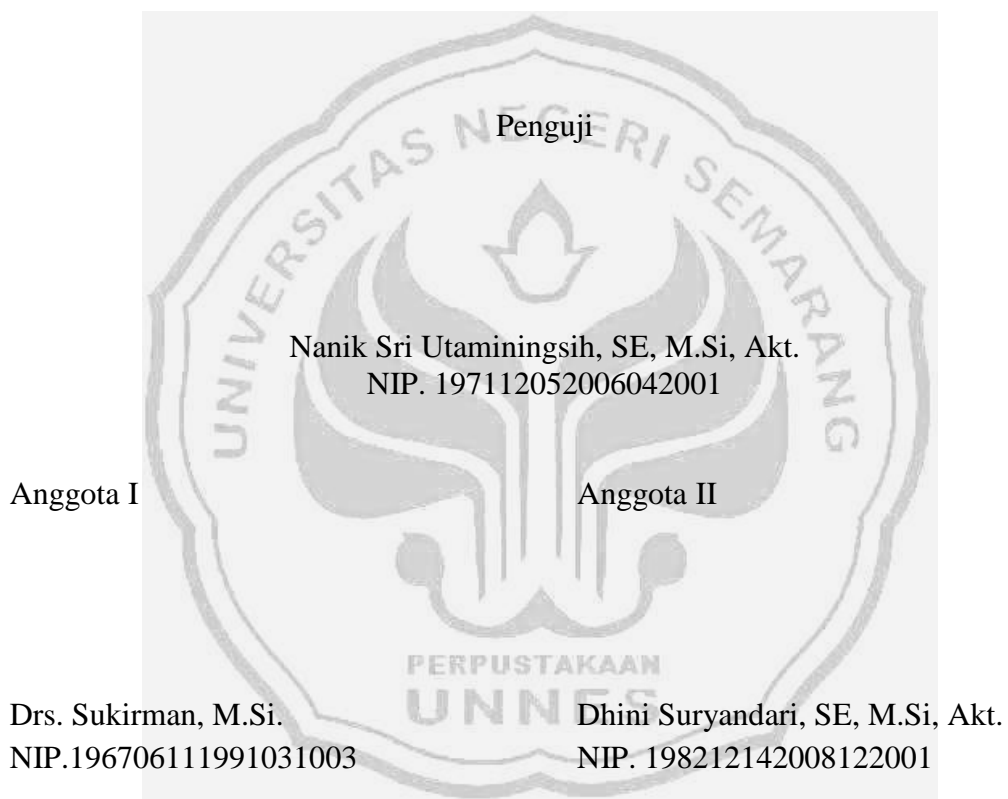 UNIVERSITAS NEGERI SEMARANG
Penguji
Nanik Sri Utaminingsih, SE, M.Si, Akt.
NIP. 197112052006042001
Anggota I
Anggota II
PERPUSTAKAAN
UNNES
Drs. Sukirman, M.Si.
NIP.196706111991031003
Dhini Suryandari, SE, M.Si, Akt.
NIP. 198212142008122001